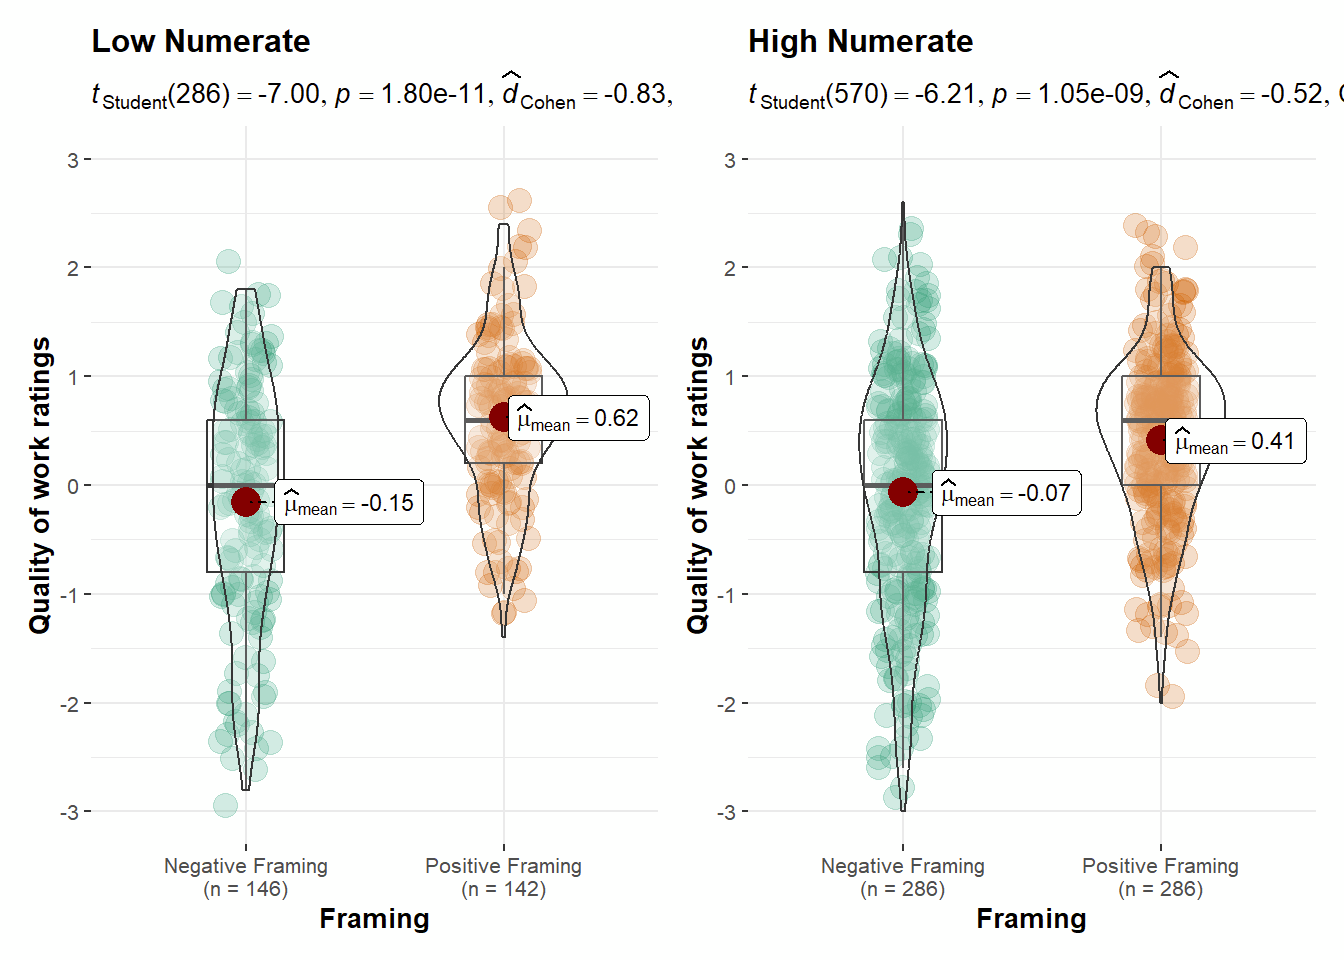 Low Numerate
t Student(286) = -7.00, p = 1.80e-11, d̂ Cohen = -0.83,
Quality of work ratings
3
2
1
0
-1
-2
-3
μ̂ mean = -0.15
μ̂ mean = 0.62
Negative Framing
(n = 146)
Positive Framing
(n = 142)
Framing
High Numerate
t Student(570) = -6.21, p = 1.05e-09, d̂ Cohen = -0.52,
Quality of work ratings
3
2
1
0
-1
-2
-3
μ̂ mean = -0.07
μ̂ mean = 0.41
Negative Framing
(n = 286)
Positive Framing
(n = 286)
Framing